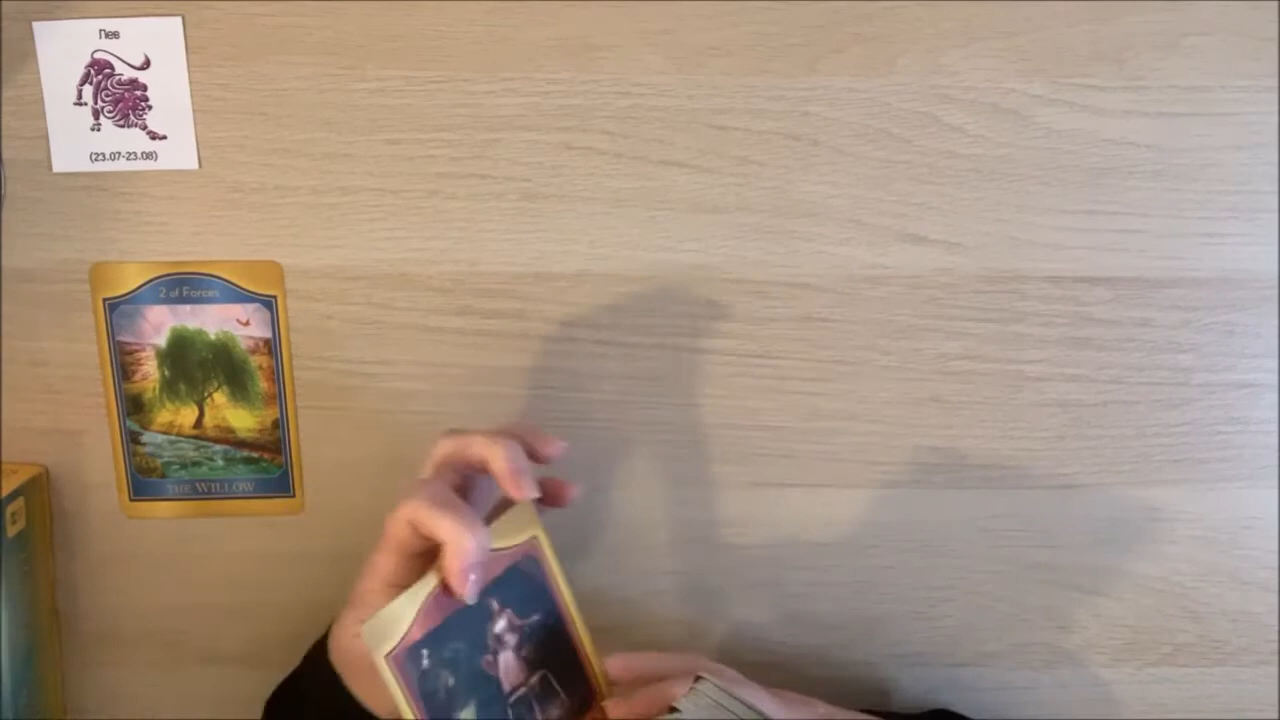 Лев
(23.07-23.08)
2 of Forces
THE WILLOW